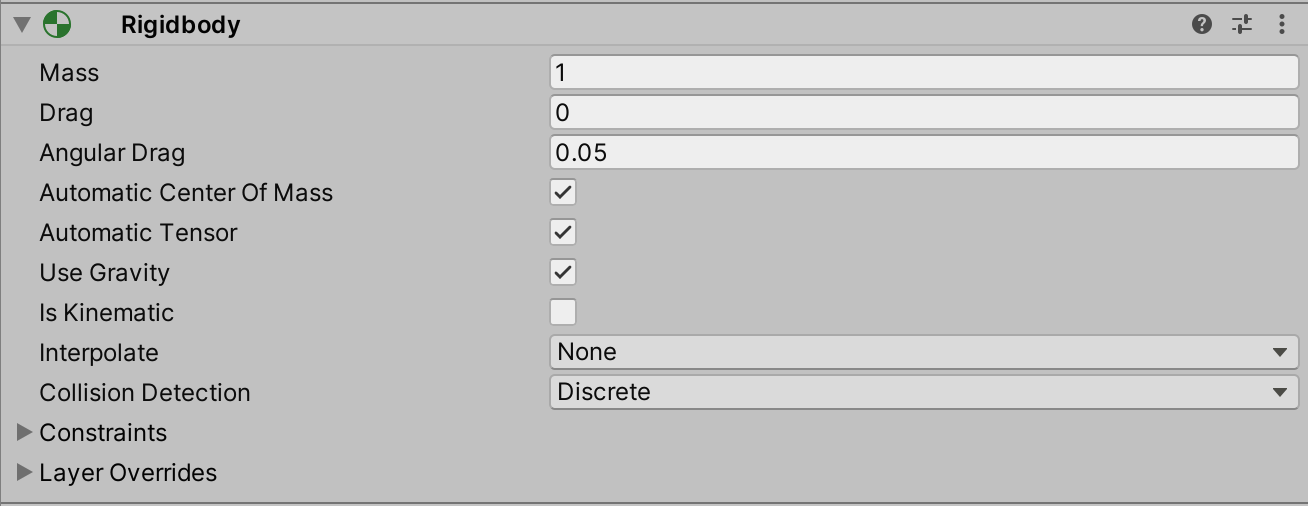 Rigidbody
Mass 1
Drag 0
Angular Drag 0.05
Automatic Center Of Mass
Automatic Tensor
Use Gravity
Is Kinematic
Interpolate None
Collision Detection Discrete
Constraints
Layer Overrides